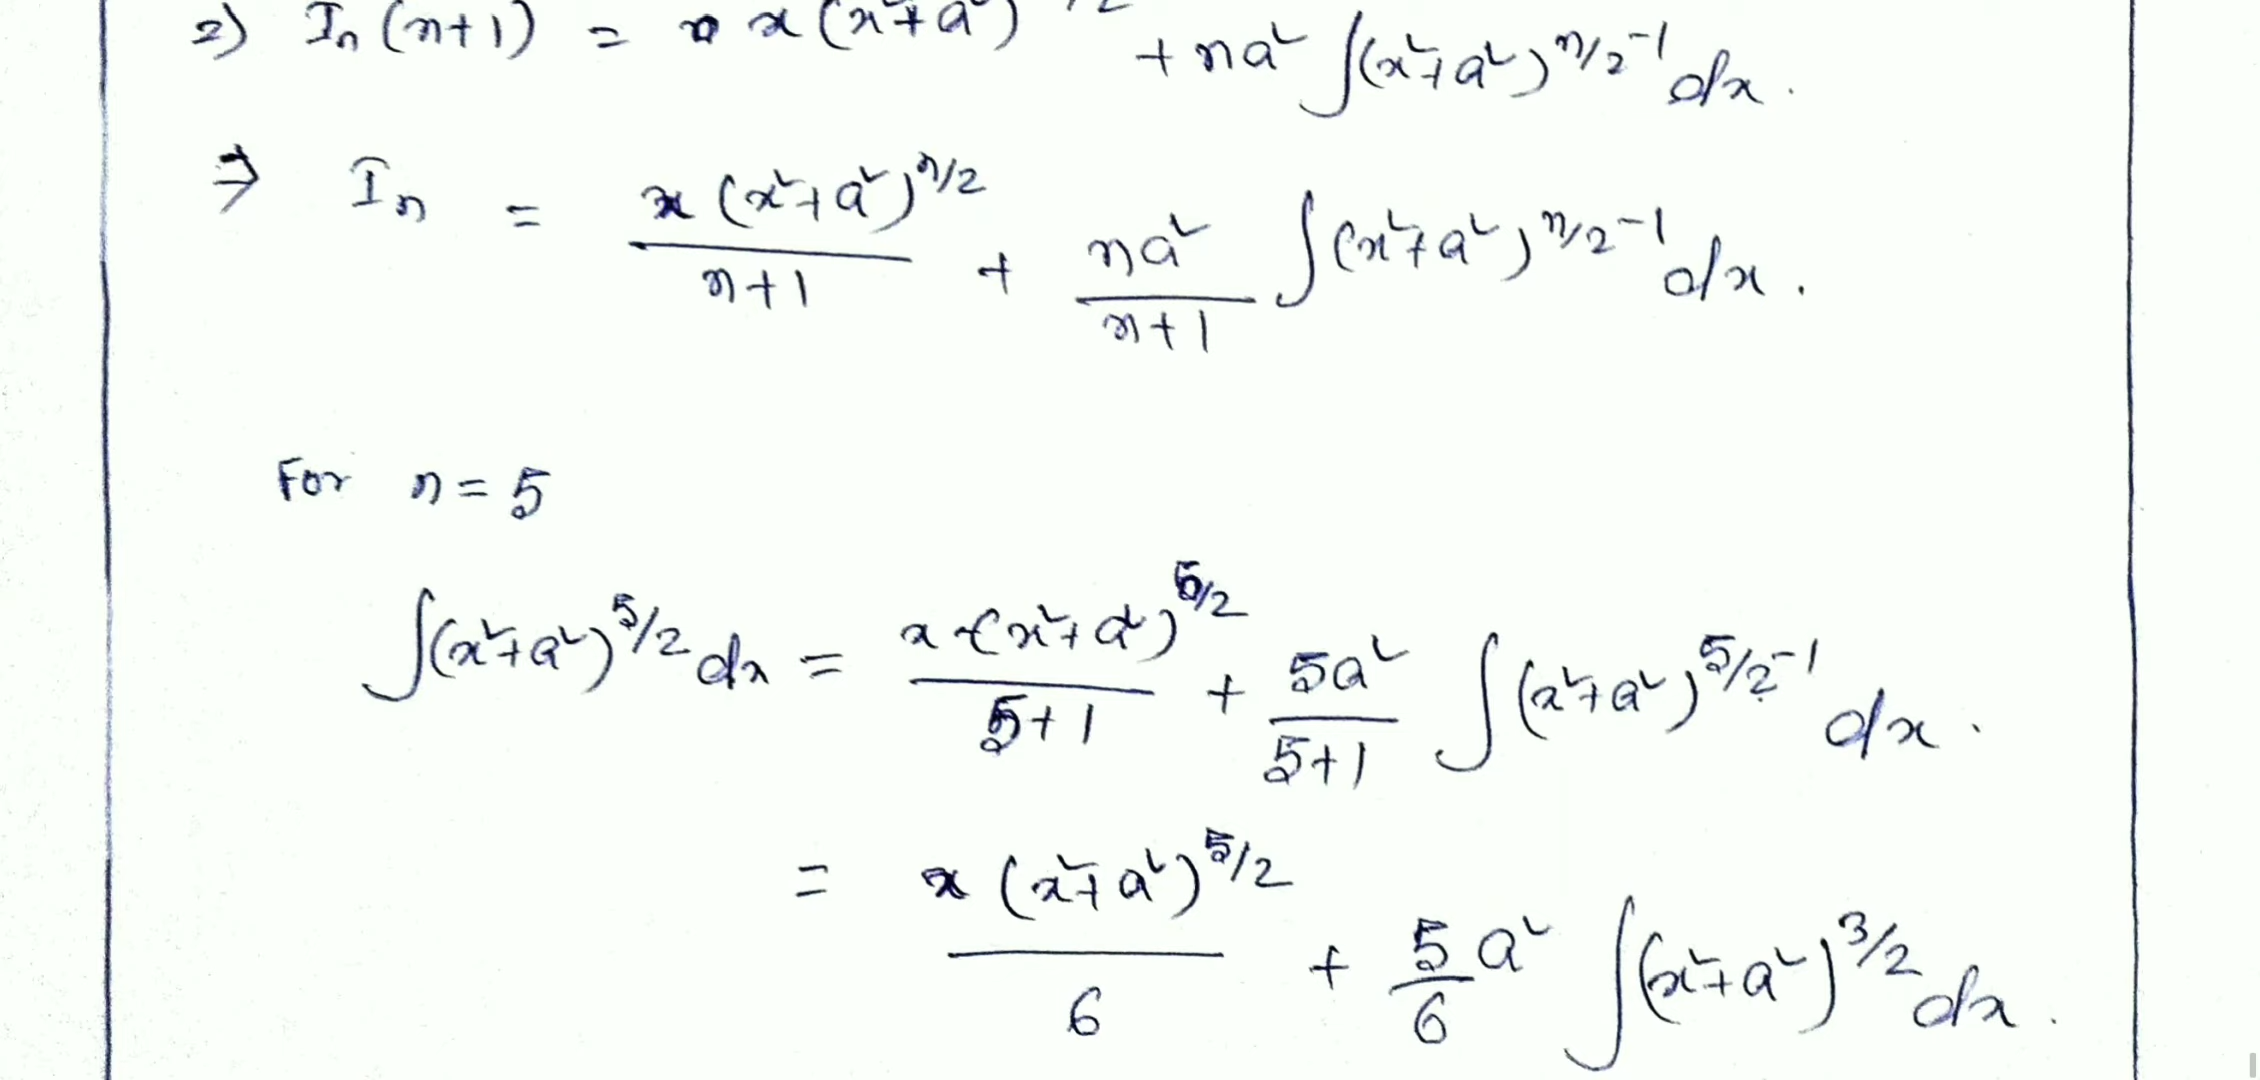 2) Iₙ (n+1) = x (x²+a²)ⁿ/² + na² ∫(x²+a²)^(n/2-1) dx.
⇒ Iₙ = x (x²+a²)^(n/2) / (n+1) + na² / (n+1) ∫(x²+a²)^(n/2-1) dx.
For n = 5
∫(x²+a²)^(5/2) dx = x (x²+a²)^(5/2) / (5+1) + 5a² / (5+1) ∫(x²+a²)^(5/2-1) dx.
= x (x²+a²)^(5/2) / 6 + 5/6 a² ∫(x²+a²)^(3/2) dx.